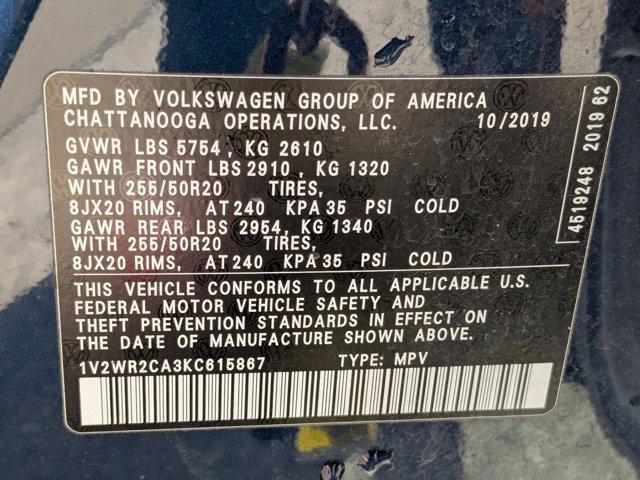 MFD BY VOLKSWAGEN GROUP OF AMERICA
CHATTANOOGA OPERATIONS, LLC. 10/2019
GVWR LBS 5754 , KG 2610
GAWR FRONT LBS 2910 , KG 1320
WITH 255/50R20 TIRES,
8JX20 RIMS, AT 240 KPA 35 PSI COLD
GAWR REAR LBS 2954, KG 1340
WITH 255/50R20 TIRES,
8JX20 RIMS, AT 240 KPA 35 PSI COLD
THIS VEHICLE CONFORMS TO ALL APPLICABLE U.S.
FEDERAL MOTOR VEHICLE SAFETY AND
THEFT PREVENTION STANDARDS IN EFFECT ON
THE DATE OF MANUFACTURE SHOWN ABOVE.
1V2WR2CA3KC615867 TYPE: MPV
4519248 2019 62